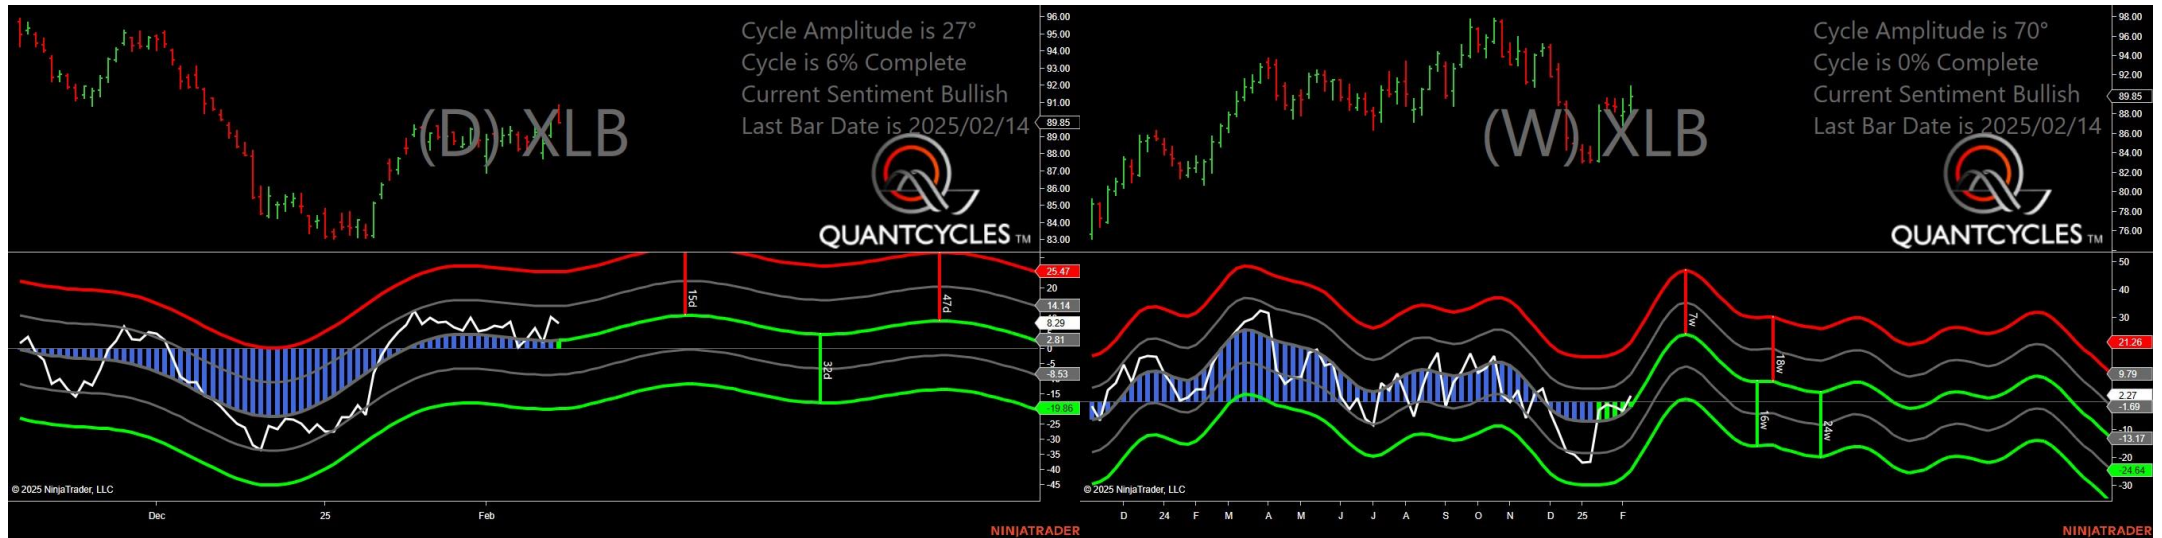 Cycle Amplitude is 27°
Cycle is 6% Complete
Current Sentiment Bullish
Last Bar Date is 2025/02/14
(D) XLB
QUANTCYCLES TM
96.00
95.00
94.00
93.00
92.00
91.00
89.85
89.00
88.00
87.00
86.00
85.00
84.00
83.00
25.47
20
14.14
8.29
2.81
0
-5
-8.53
-15
-19.86
-25
-30
-35
-40
-45
15d
32d
47d
© 2025 NinjaTrader, LLC
Dec 25 Feb
NINJATRADER
Cycle Amplitude is 70°
Cycle is 0% Complete
Current Sentiment Bullish
Last Bar Date is 2025/02/14
(W) XLB
QUANTCYCLES TM
98.00
96.00
94.00
92.00
89.85
88.00
86.00
84.00
82.00
80.00
78.00
76.00
50
40
30
21.26
9.79
2.27
-1.69
-10
-13.17
-20
-24.64
-30
7w
18w
16w
24w
© 2025 NinjaTrader, LLC
D 24 F M A M J J A S O N D 25 F
NINJATRADER